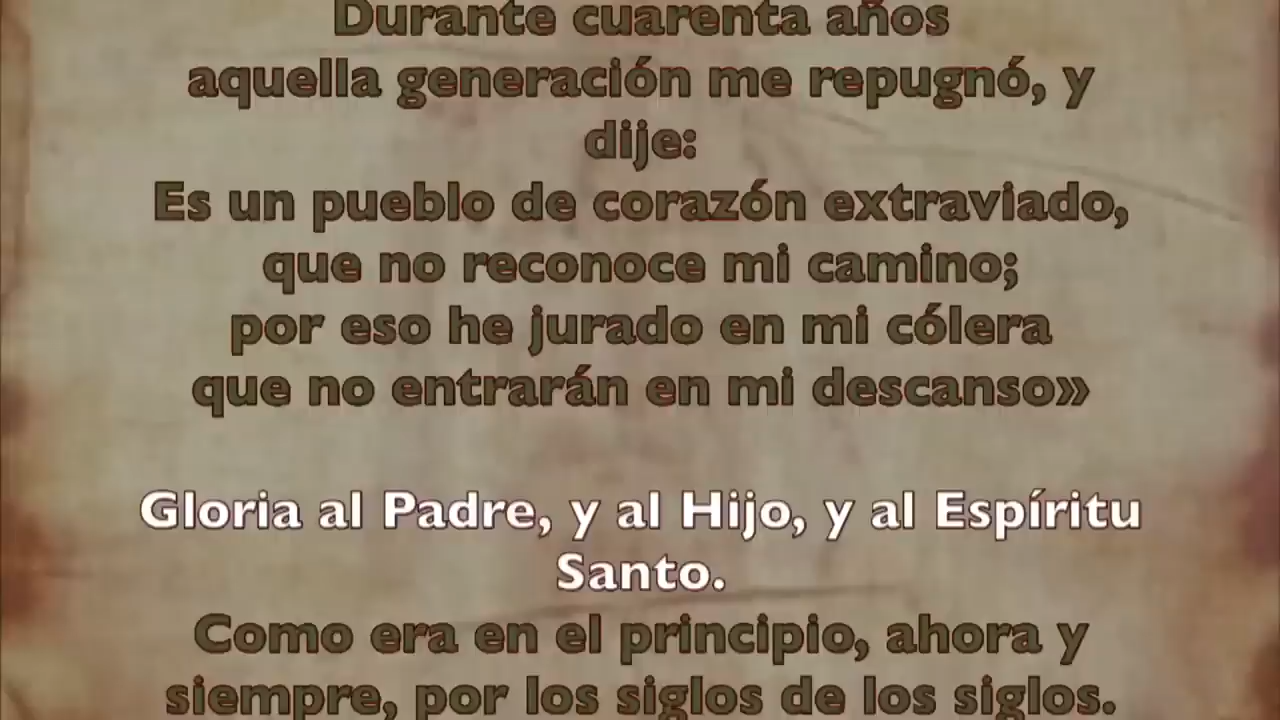 Durante cuarenta años
aquella generación me repugnó, y
dije:
Es un pueblo de corazón extraviado,
que no reconoce mi camino;
por eso he jurado en mi cólera
que no entrarán en mi descanso»
Gloria al Padre, y al Hijo, y al Espíritu
Santo.
Como era en el principio, ahora y
siempre, por los siglos de los siglos.